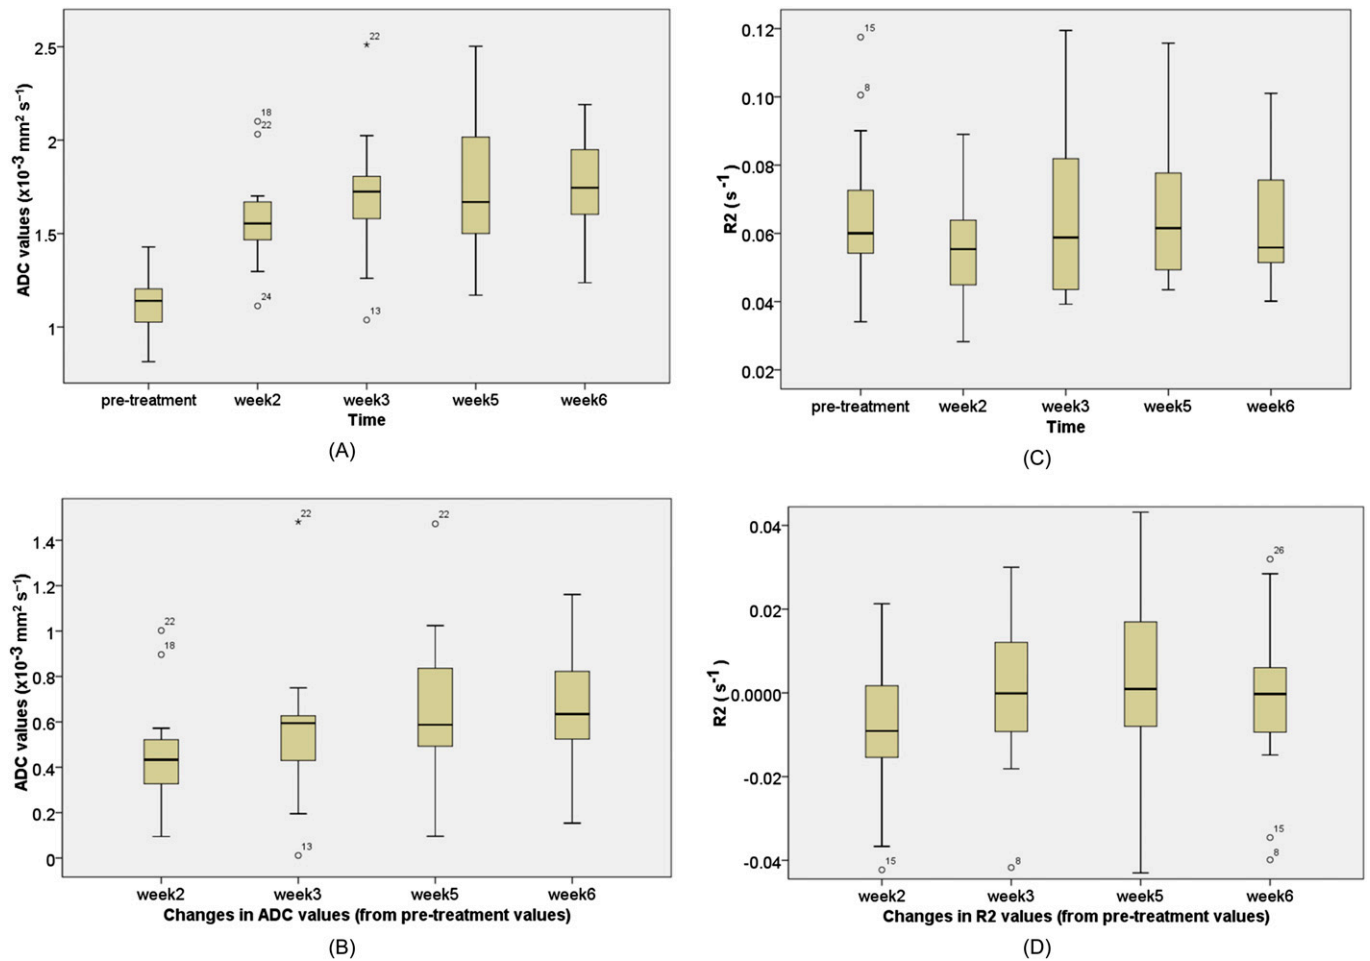 ADC values (x10⁻³ mm² s⁻¹)
2.5
2
1.5
1
22
18
22
24
13
pre-treatment week2 week3 week5 week6
Time
(A)
R2 ( s⁻¹)
0.12
0.10
0.08
0.06
0.04
0.02
15
8
pre-treatment week2 week3 week5 week6
Time
(C)
ADC values (x10⁻³ mm² s⁻¹)
1.4
1.2
1
0.8
0.6
0.4
0.2
0
22
22
22
18
13
week2 week3 week5 week6
Changes in ADC values (from pre-treatment values)
(B)
R2 ( s⁻¹)
0.04
0.02
0.0000
-0.02
-0.04
26
15
8
15
8
week2 week3 week5 week6
Changes in R2 values (from pre-treatment values)
(D)